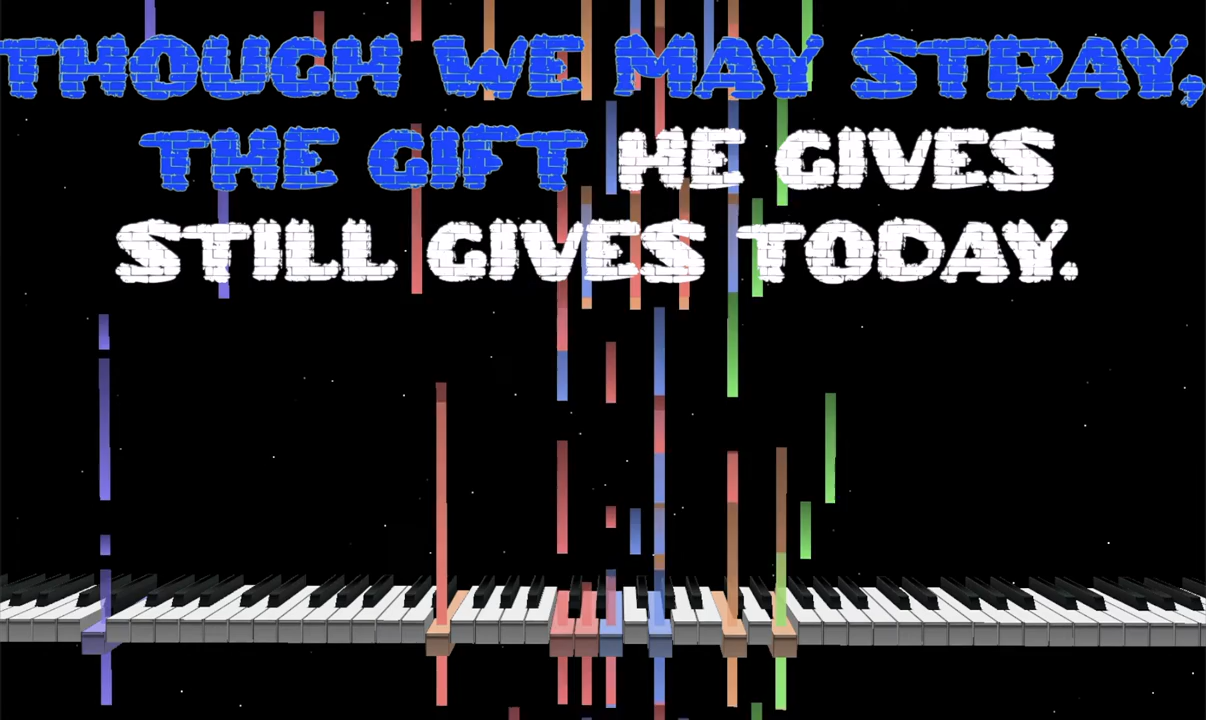 THOUGH WE MAY STRAY,
THE GIFT HE GIVES
STILL GIVES TODAY.